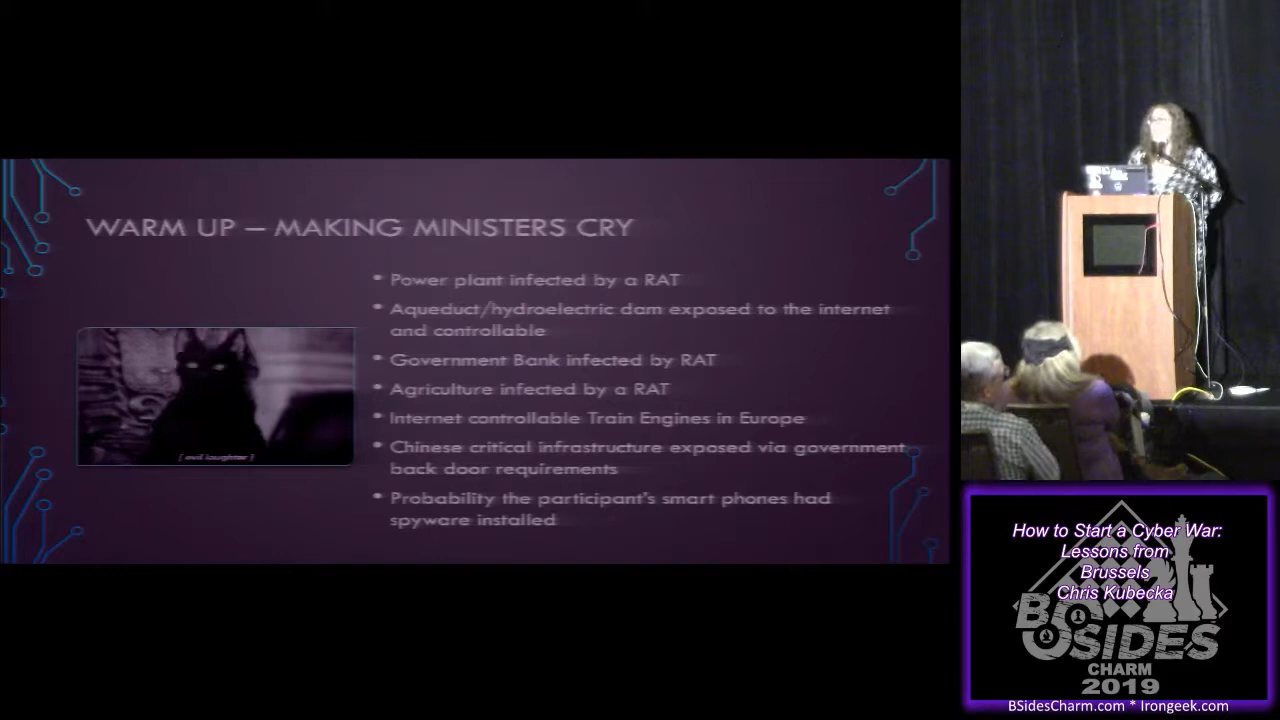 WARM UP – MAKING MINISTERS CRY
• Power plant infected by a RAT
• Aqueduct/hydroelectric dam exposed to the internet
and controllable
• Government Bank infected by RAT
• Agriculture infected by a RAT
• Internet controllable Train Engines in Europe
• Chinese critical infrastructure exposed via government
back door requirements
• Probability the participant's smart phones had
spyware installed
[ evil laughter ]
How to Start a Cyber War:
Lessons from
Brussels
Chris Kubecka
BSIDES
CHARM
2019
BSidesCharm.com * Irongeek.com